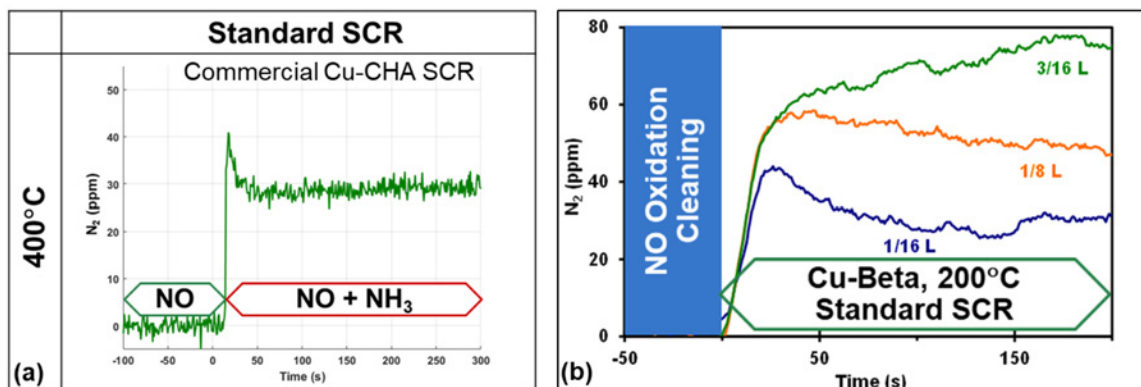 Standard SCR
400°C
Commercial Cu-CHA SCR
N₂ (ppm)
50
40
30
20
10
0
NO
NO + NH₃
-100
-50
0
50
100
150
200
250
300
Time (s)
(a)
N₂ (ppm)
80
60
40
20
0
NO Oxidation
Cleaning
3/16 L
1/8 L
1/16 L
Cu-Beta, 200°C
Standard SCR
-50
50
150
Time (s)
(b)